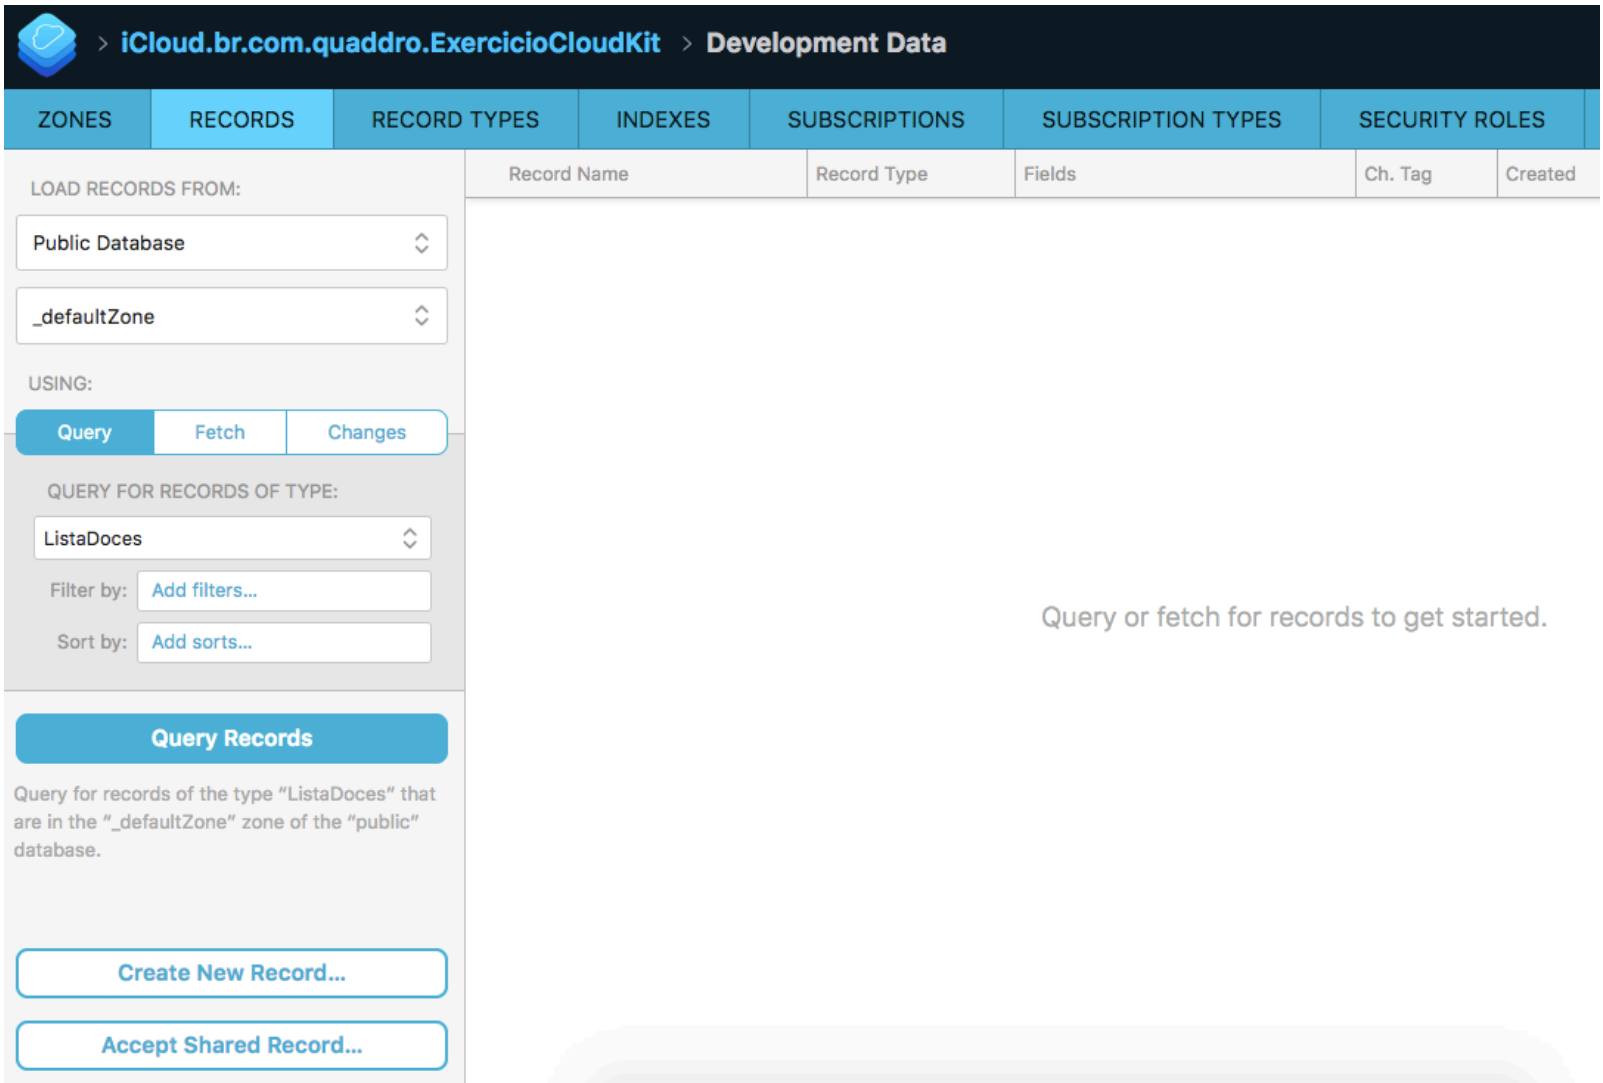 > iCloud.br.com.quaddro.ExercicioCloudKit > Development Data
ZONES RECORDS RECORD TYPES INDEXES SUBSCRIPTIONS SUBSCRIPTION TYPES SECURITY ROLES
LOAD RECORDS FROM:
Public Database
_defaultZone
USING:
Query Fetch Changes
QUERY FOR RECORDS OF TYPE:
ListaDoces
Filter by: Add filters...
Sort by: Add sorts...
Query Records
Query for records of the type “ListaDoces” that
are in the “_defaultZone” zone of the “public”
database.
Create New Record...
Accept Shared Record...
Record Name Record Type Fields Ch. Tag Created
Query or fetch for records to get started.